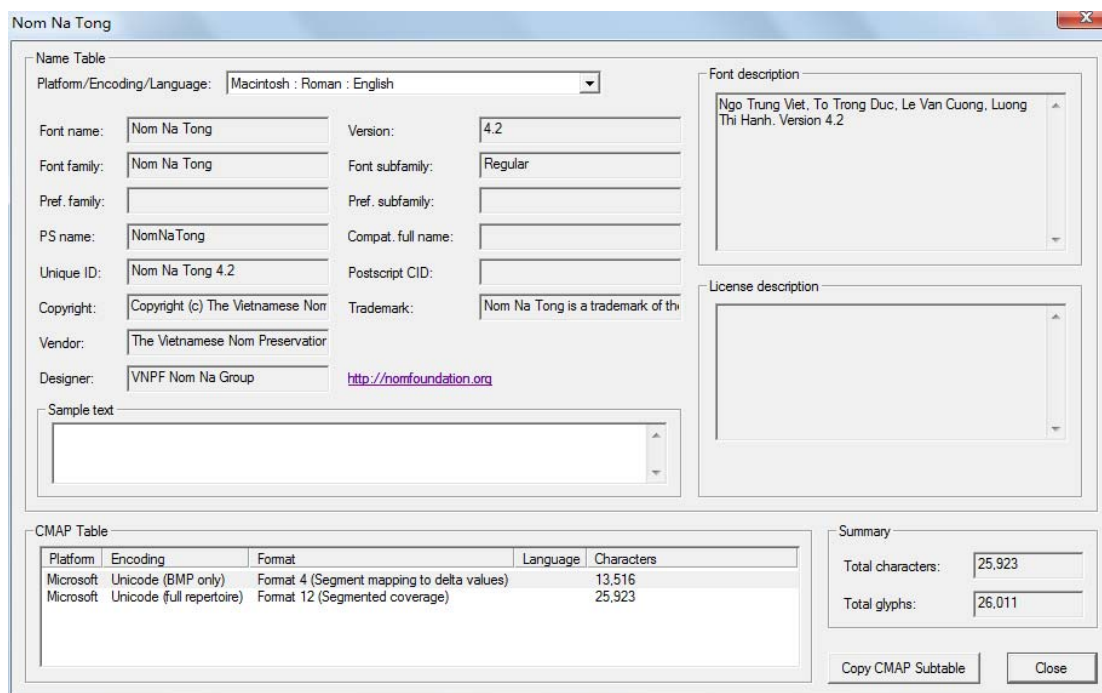 Nom Na Tong
Name Table
Platform/Encoding/Language: Macintosh : Roman : English
Font name: Nom Na Tong
Version: 4.2
Font family: Nom Na Tong
Font subfamily: Regular
Pref. family:
Pref. subfamily:
PS name: NomNaTong
Compat. full name:
Unique ID: Nom Na Tong 4.2
Postscript CID:
Copyright: Copyright (c) The Vietnamese Nom
Trademark: Nom Na Tong is a trademark of the
Vendor: The Vietnamese Nom Preservation
Designer: VNPF Nom Na Group
http://nomfoundation.org
Sample text
Font description
Ngo Trung Viet, To Trong Duc, Le Van Cuong, Luong
Thi Hanh. Version 4.2
License description
CMAP Table
Platform Encoding Format Language Characters
Microsoft Unicode (BMP only) Format 4 (Segment mapping to delta values) 13,516
Microsoft Unicode (full repertoire) Format 12 (Segmented coverage) 25,923
Summary
Total characters: 25,923
Total glyphs: 26,011
Copy CMAP Subtable
Close